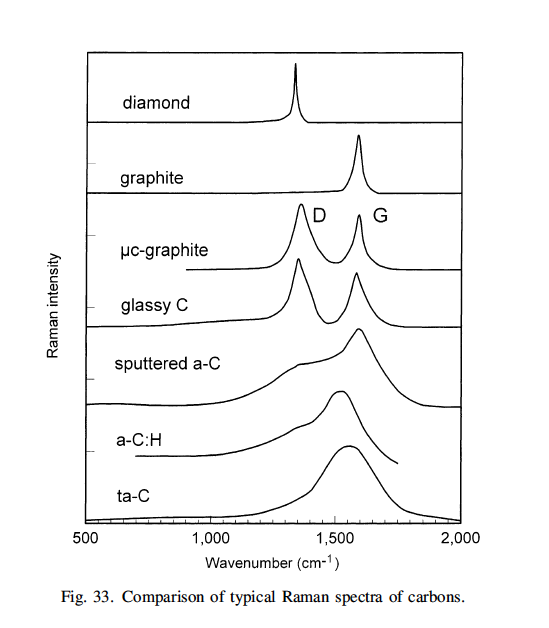 diamond
graphite
D G
μc-graphite
glassy C
sputtered a-C
a-C:H
ta-C
Raman intensity
500 1,000 1,500 2,000
Wavenumber (cm-1)
Fig. 33. Comparison of typical Raman spectra of carbons.